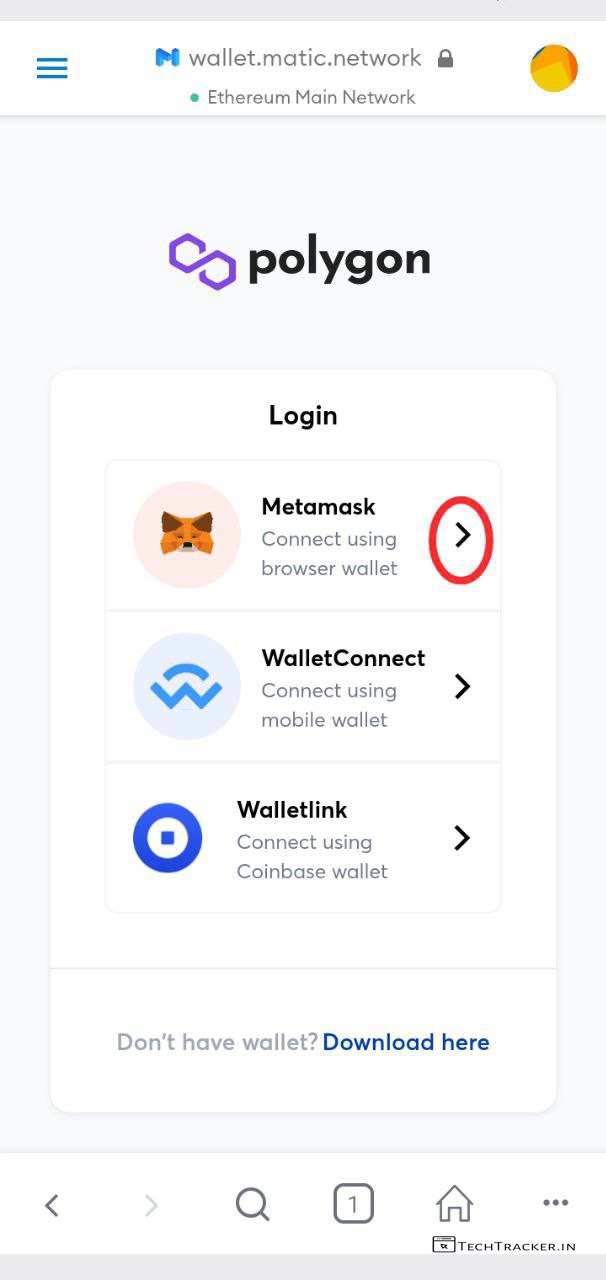 wallet.matic.network
Ethereum Main Network
polygon
Login
Metamask
Connect using
browser wallet
WalletConnect
Connect using
mobile wallet
Walletlink
Connect using
Coinbase wallet
Don't have wallet? Download here
1
TECHTRACKER.IN